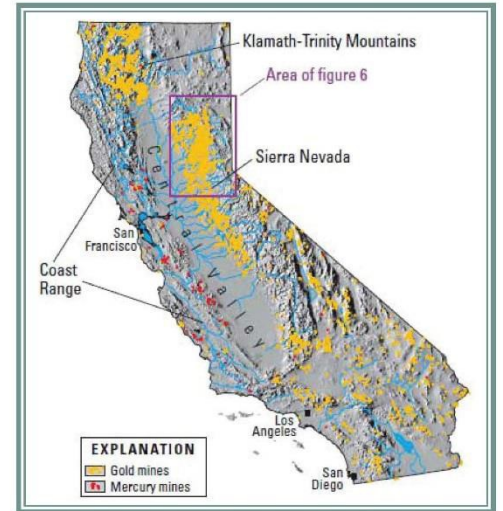 Klamath-Trinity Mountains
Area of figure 6
Sierra Nevada
Central Valley
San
Francisco
Coast
Range
Los
Angeles
San
Diego
EXPLANATION
Gold mines
Mercury mines